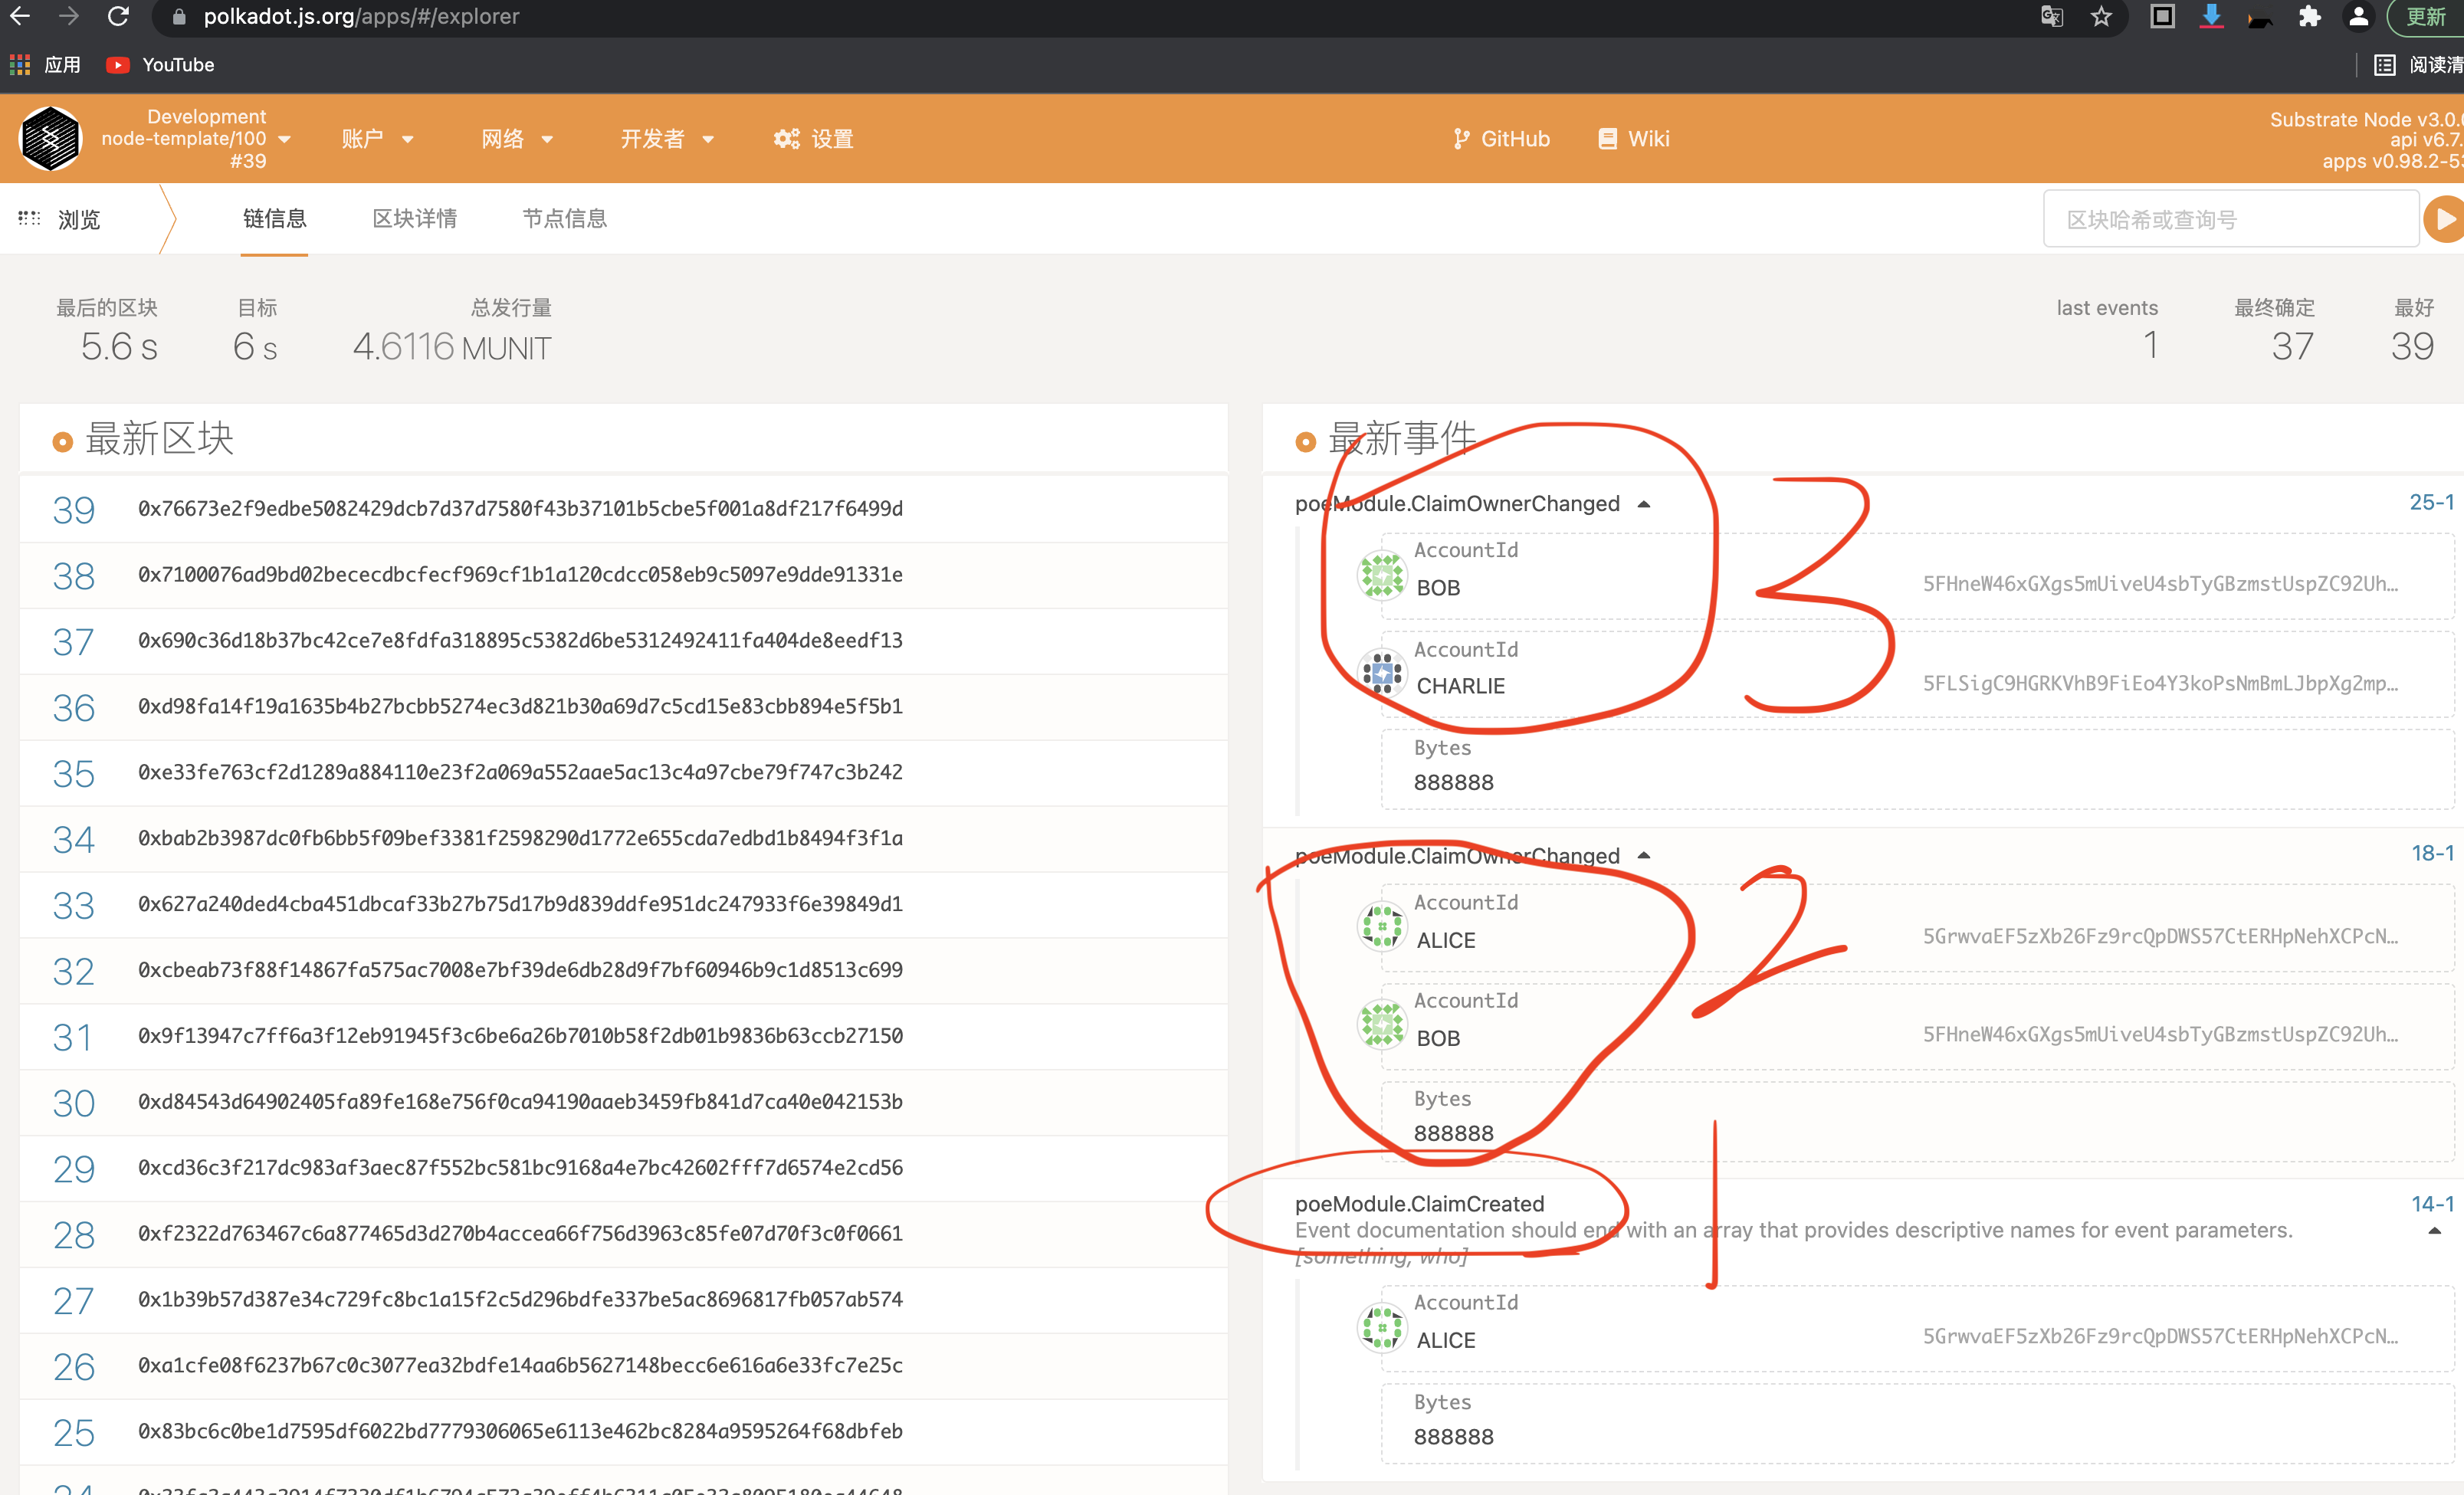 polkadot.js.org/apps/#/explorer
更新
应用
YouTube
Development
node-template/100
#39
账户
网络
开发者
设置
GitHub
Wiki
Substrate Node v3.0.
api v6.7.
apps v0.98.2-5
浏览
链信息
区块详情
节点信息
区块哈希或查询号
最后的区块
5.6 s
目标
6 s
总发行量
4.6116 MUNIT
last events
1
最终确定
37
最好
39
最新区块
39 0x76673e2f9edbe5082429dcb7d37d7580f43b37101b5cbe5f001a8df217f6499d
38 0x7100076ad9bd02bececdbcfecf969cf1b1a120cdcc058eb9c5097e9dde91331e
37 0x690c36d18b37bc42ce7e8fdfa318895c5382d6be5312492411fa404de8eedf13
36 0xd98fa14f19a1635b4b27bcbb5274ec3d821b30a69d7c5cd15e83cbb894e5f5b1
35 0xe33fe763cf2d1289a884110e23f2a069a552aae5ac13c4a97cbe79f747c3b242
34 0xbab2b3987dc0fb6bb5f09bef3381f2598290d1772e655cda7edbd1b8494f3f1a
33 0x627a240ded4cba451dbcaf33b27b75d17b9d839ddfe951dc247933f6e39849d1
32 0xcbeab73f88f14867fa575ac7008e7bf39de6db28d9f7bf60946b9c1d8513c699
31 0x9f13947c7ff6a3f12eb91945f3c6be6a26b7010b58f2db01b9836b63ccb27150
30 0xd84543d64902405fa89fe168e756f0ca94190aaeb3459fb841d7ca40e042153b
29 0xcd36c3f217dc983af3aec87f552bc581bc9168a4e7bc42602fff7d6574e2cd56
28 0xf2322d763467c6a877465d3d270b4accea66f756d3963c85fe07d70f3c0f0661
27 0x1b39b57d387e34c729fc8bc1a15f2c5d296bdfe337be5ac8696817fb057ab574
26 0xa1cfe08f6237b67c0c3077ea32bdfe14aa6b5627148becc6e616a6e33fc7e25c
25 0x83bc6c0be1d7595df6022bd7779306065e6113e462bc8284a9595264f68dbfeb
最新事件
poeModule.ClaimOwnerChanged 25-1
AccountId
BOB 5FHneW46xGXgs5mUiveU4sbTyGBzmstUspZC92Uh…
AccountId
CHARLIE 5FLSigC9HGRKVhB9FiEo4Y3koPsNmBmLJbpXg2mp…
3
Bytes
888888
poeModule.ClaimOwnerChanged 18-1
AccountId
ALICE 5GrwvaEF5zXb26Fz9rcQpDWS57CtERHpNehXCPcN…
2
AccountId
BOB 5FHneW46xGXgs5mUiveU4sbTyGBzmstUspZC92Uh…
Bytes
888888
poeModule.ClaimCreated 14-1
Event documentation should end with an array that provides descriptive names for event parameters.
[something, who]
1
AccountId
ALICE 5GrwvaEF5zXb26Fz9rcQpDWS57CtERHpNehXCPcN…
Bytes
888888